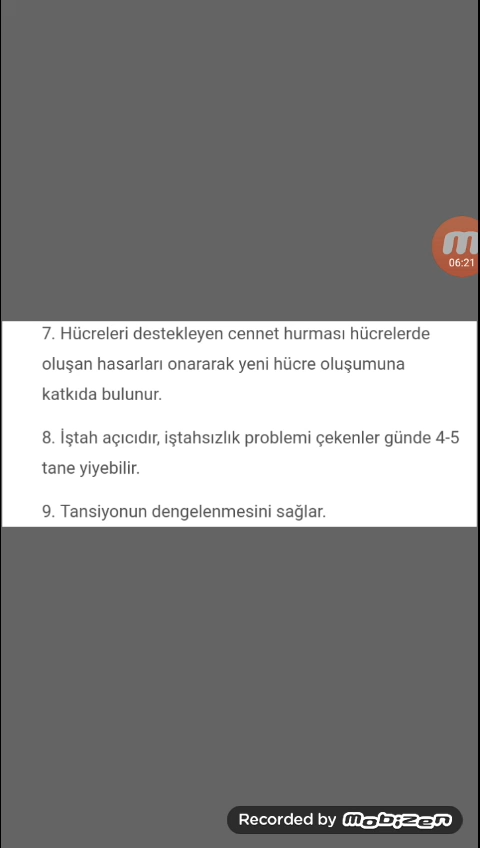 06:21
7. Hücreleri destekleyen cennet hurması hücrelerde
oluşan hasarları onararak yeni hücre oluşumuna
katkıda bulunur.
8. İştah açıcıdır, iştahsızlık problemi çekenler günde 4-5
tane yiyebilir.
9. Tansiyonun dengelenmesini sağlar.
Recorded by mobizen